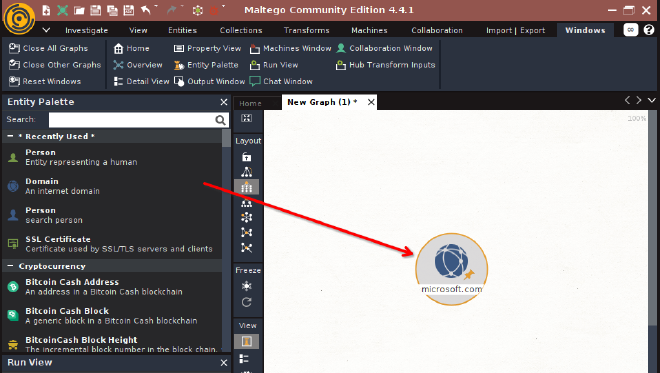 Maltego Community Edition 4.4.1
Investigate View Entities Collections Transforms Machines Collaboration Import | Export Windows
Close All Graphs Home Property View Machines Window Collaboration Window
Close Other Graphs Overview Entity Palette Run View Hub Transform Inputs
Reset Windows Detail View Output Window Chat Window
Entity Palette
Home New Graph (1) *
Search:
100%
* Recently Used *
Person
Entity representing a human
Layout
Domain
An internet domain
Person
search person
SSL Certificate
Certificate used by SSL/TLS servers and clients
Cryptocurrency
Freeze
Bitcoin Cash Address
An address in a Bitcoin Cash blockchain
microsoft.com
Bitcoin Cash Block
A generic block in a Bitcoin Cash blockchain
View
BitcoinCash Block Height
The incremental block number in the block chain.
Run View